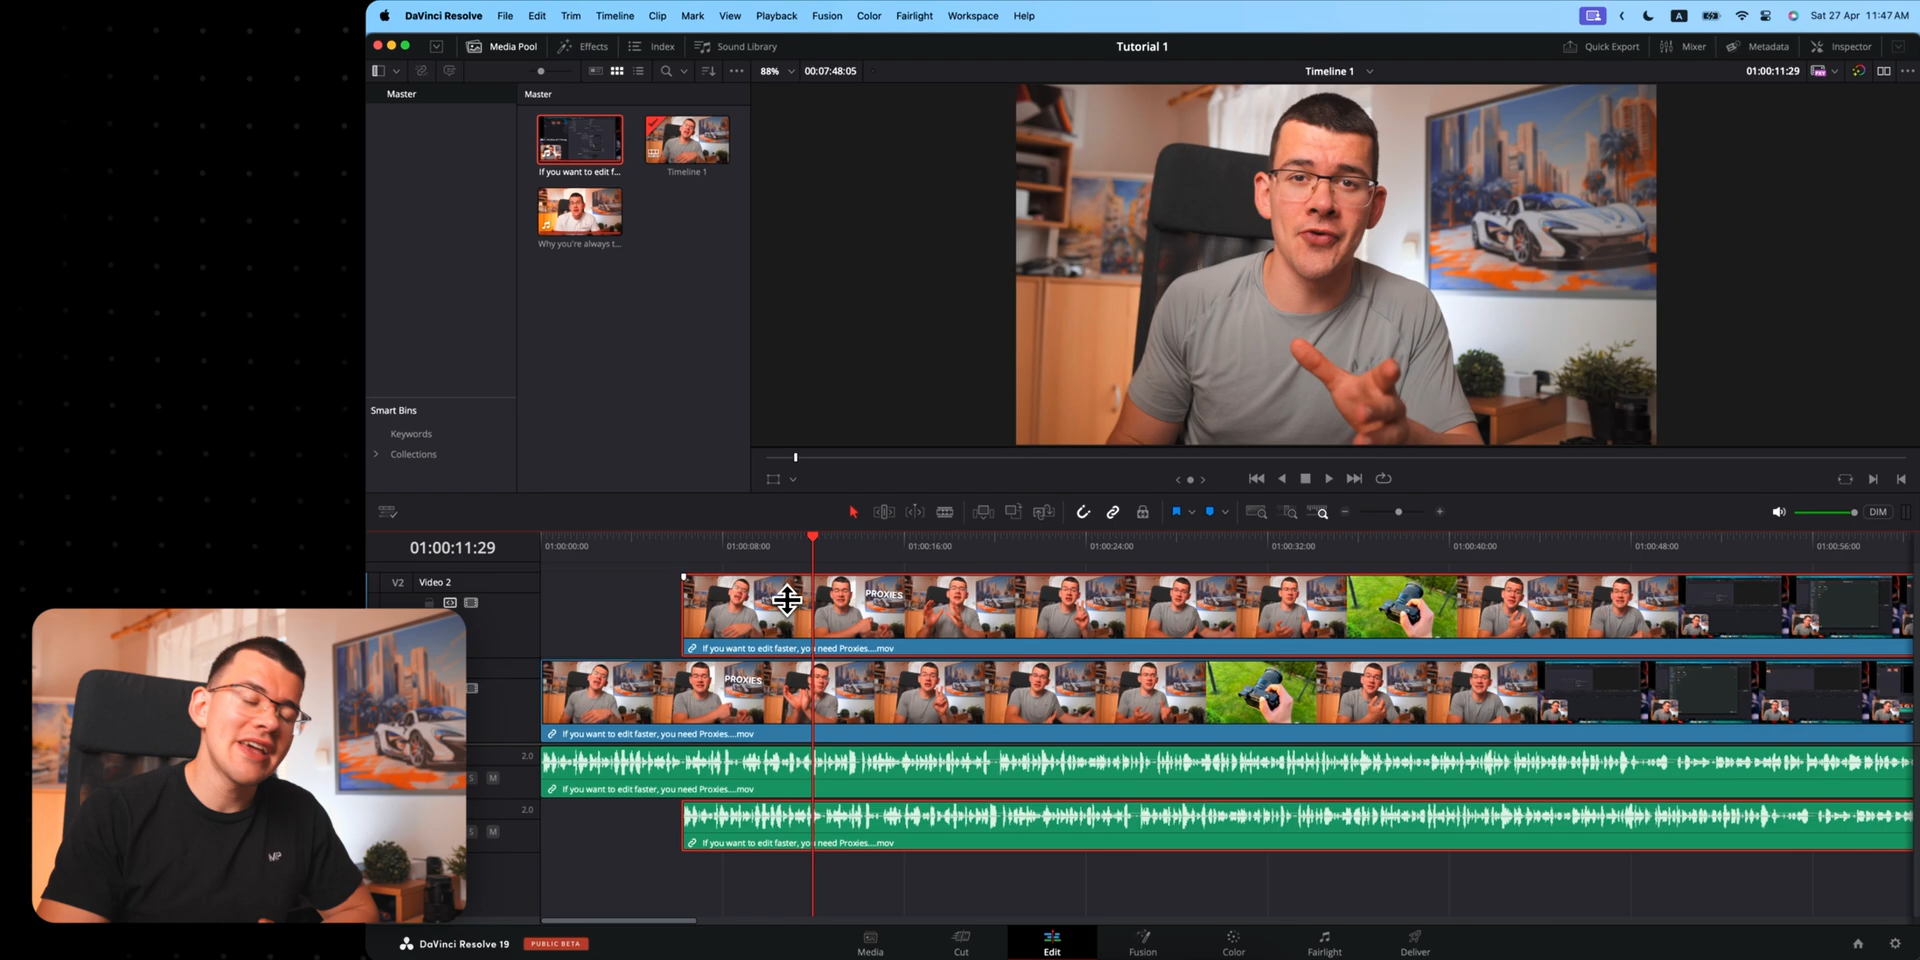 DaVinci Resolve File Edit Trim Timeline Clip Mark View Playback Fusion Color Fairlight Workspace Help
A
Sat 27 Apr 11:47 AM
Media Pool Effects Index Sound Library
Tutorial 1
Quick Export Mixer Metadata Inspector
88% 00:07:48:05
Timeline 1
01:00:11:29
Master
Master
If you want to edit f...
Timeline 1
Why you're always t...
Smart Bins
Keywords
Collections
DIM
01:00:11:29
01:00:00:00 01:00:08:00 01:00:16:00 01:00:24:00 01:00:32:00 01:00:40:00 01:00:48:00 01:00:56:00
V2 Video 2
PROXIES
If you want to edit faster, you need Proxies....mov
PROXIES
If you want to edit faster, you need Proxies....mov
2.0
S M
If you want to edit faster, you need Proxies....mov
2.0
S M
If you want to edit faster, you need Proxies....mov
MP
DaVinci Resolve 19 PUBLIC BETA
Media Cut Edit Fusion Color Fairlight Deliver